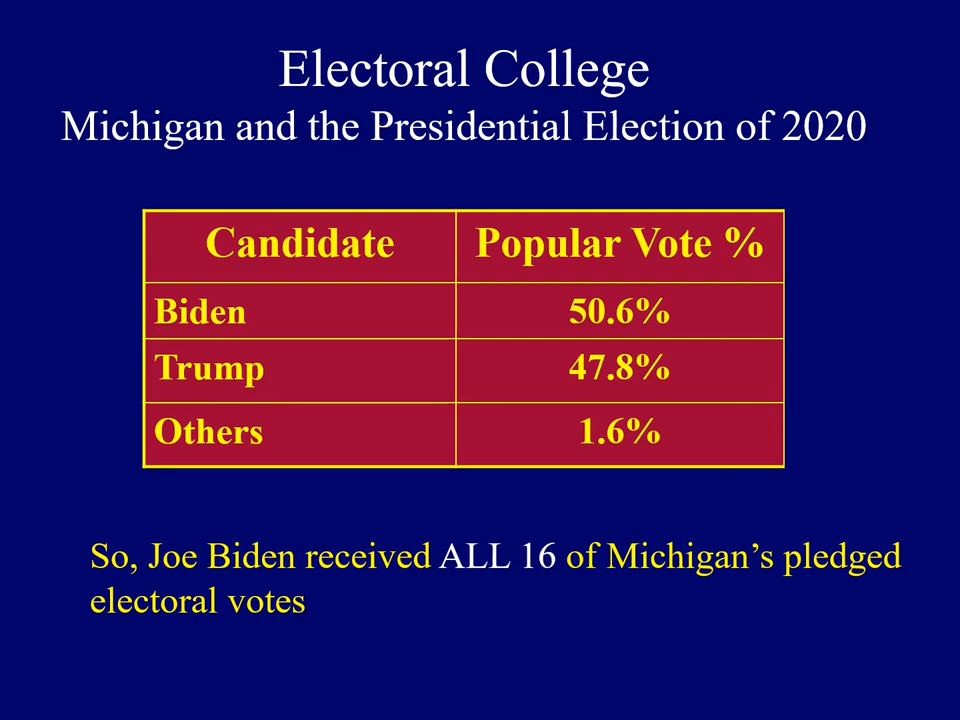 Electoral College
Michigan and the Presidential Election of 2020
Candidate Popular Vote %
Biden 50.6%
Trump 47.8%
Others 1.6%
So, Joe Biden received ALL 16 of Michigan’s pledged
electoral votes